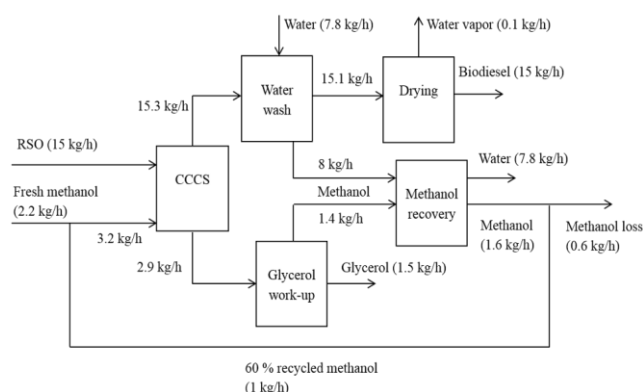 Water (7.8 kg/h)
Water vapor (0.1 kg/h)
15.1 kg/h
Biodiesel (15 kg/h)
Water
wash
Drying
15.3 kg/h
RSO (15 kg/h)
CCCS
8 kg/h
Water (7.8 kg/h)
Fresh methanol
(2.2 kg/h)
Methanol
1.4 kg/h
Methanol
recovery
3.2 kg/h
Methanol
(1.6 kg/h)
Methanol loss
(0.6 kg/h)
2.9 kg/h
Glycerol
work-up
Glycerol (1.5 kg/h)
60 % recycled methanol
(1 kg/h)